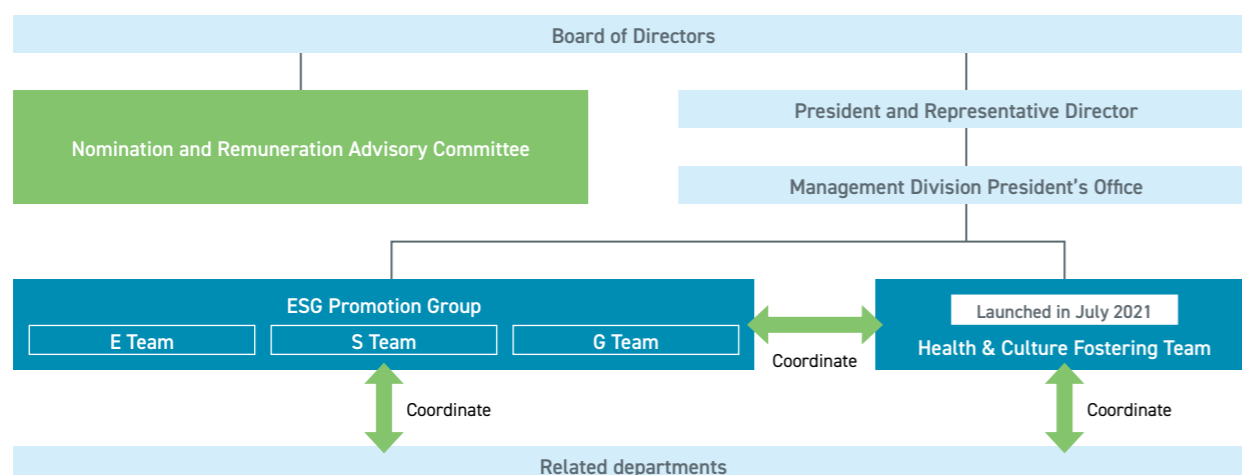 Board of Directors
Nomination and Remuneration Advisory Committee
President and Representative Director
Management Division President’s Office
ESG Promotion Group
E Team
S Team
G Team
Coordinate
Launched in July 2021
Health & Culture Fostering Team
Coordinate
Coordinate
Related departments